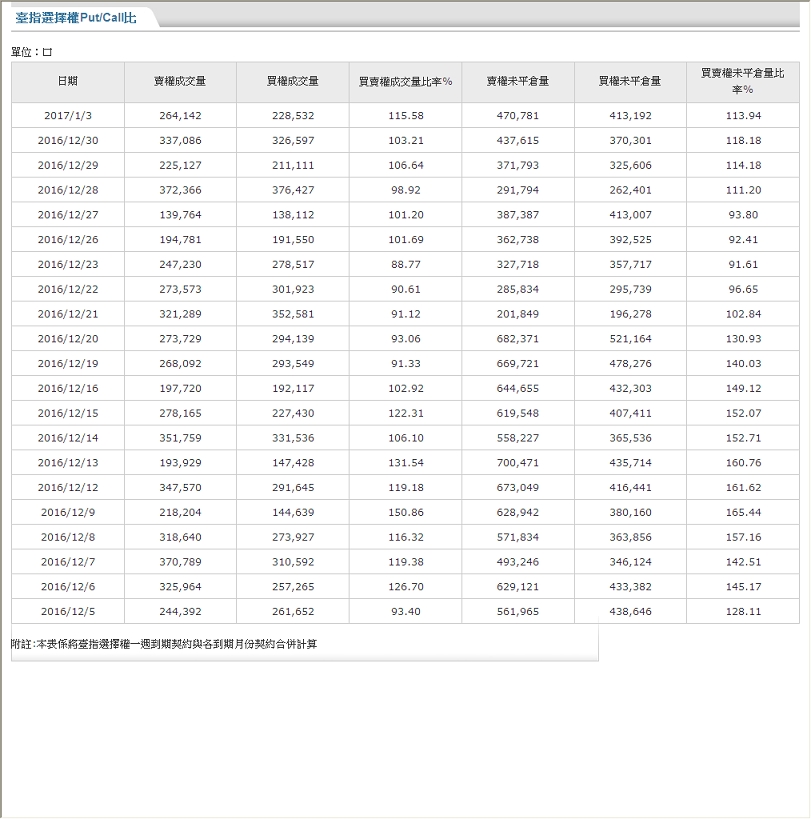 臺指選擇權Put/Call比
單位：口
日期 賣權成交量 買權成交量 買賣權成交量比率% 賣權未平倉量 買權未平倉量 買賣權未平倉量比
率%
2017/1/3 264,142 228,532 115.58 470,781 413,192 113.94
2016/12/30 337,086 326,597 103.21 437,615 370,301 118.18
2016/12/29 225,127 211,111 106.64 371,793 325,606 114.18
2016/12/28 372,366 376,427 98.92 291,794 262,401 111.20
2016/12/27 139,764 138,112 101.20 387,387 413,007 93.80
2016/12/26 194,781 191,550 101.69 362,738 392,525 92.41
2016/12/23 247,230 278,517 88.77 327,718 357,717 91.61
2016/12/22 273,573 301,923 90.61 285,834 295,739 96.65
2016/12/21 321,289 352,581 91.12 201,849 196,278 102.84
2016/12/20 273,729 294,139 93.06 682,371 521,164 130.93
2016/12/19 268,092 293,549 91.33 669,721 478,276 140.03
2016/12/16 197,720 192,117 102.92 644,655 432,303 149.12
2016/12/15 278,165 227,430 122.31 619,548 407,411 152.07
2016/12/14 351,759 331,536 106.10 558,227 365,536 152.71
2016/12/13 193,929 147,428 131.54 700,471 435,714 160.76
2016/12/12 347,570 291,645 119.18 673,049 416,441 161.62
2016/12/9 218,204 144,639 150.86 628,942 380,160 165.44
2016/12/8 318,640 273,927 116.32 571,834 363,856 157.16
2016/12/7 370,789 310,592 119.38 493,246 346,124 142.51
2016/12/6 325,964 257,265 126.70 629,121 433,382 145.17
2016/12/5 244,392 261,652 93.40 561,965 438,646 128.11
附註:本表係將臺指選擇權一週到期契約與各到期月份契約合併計算